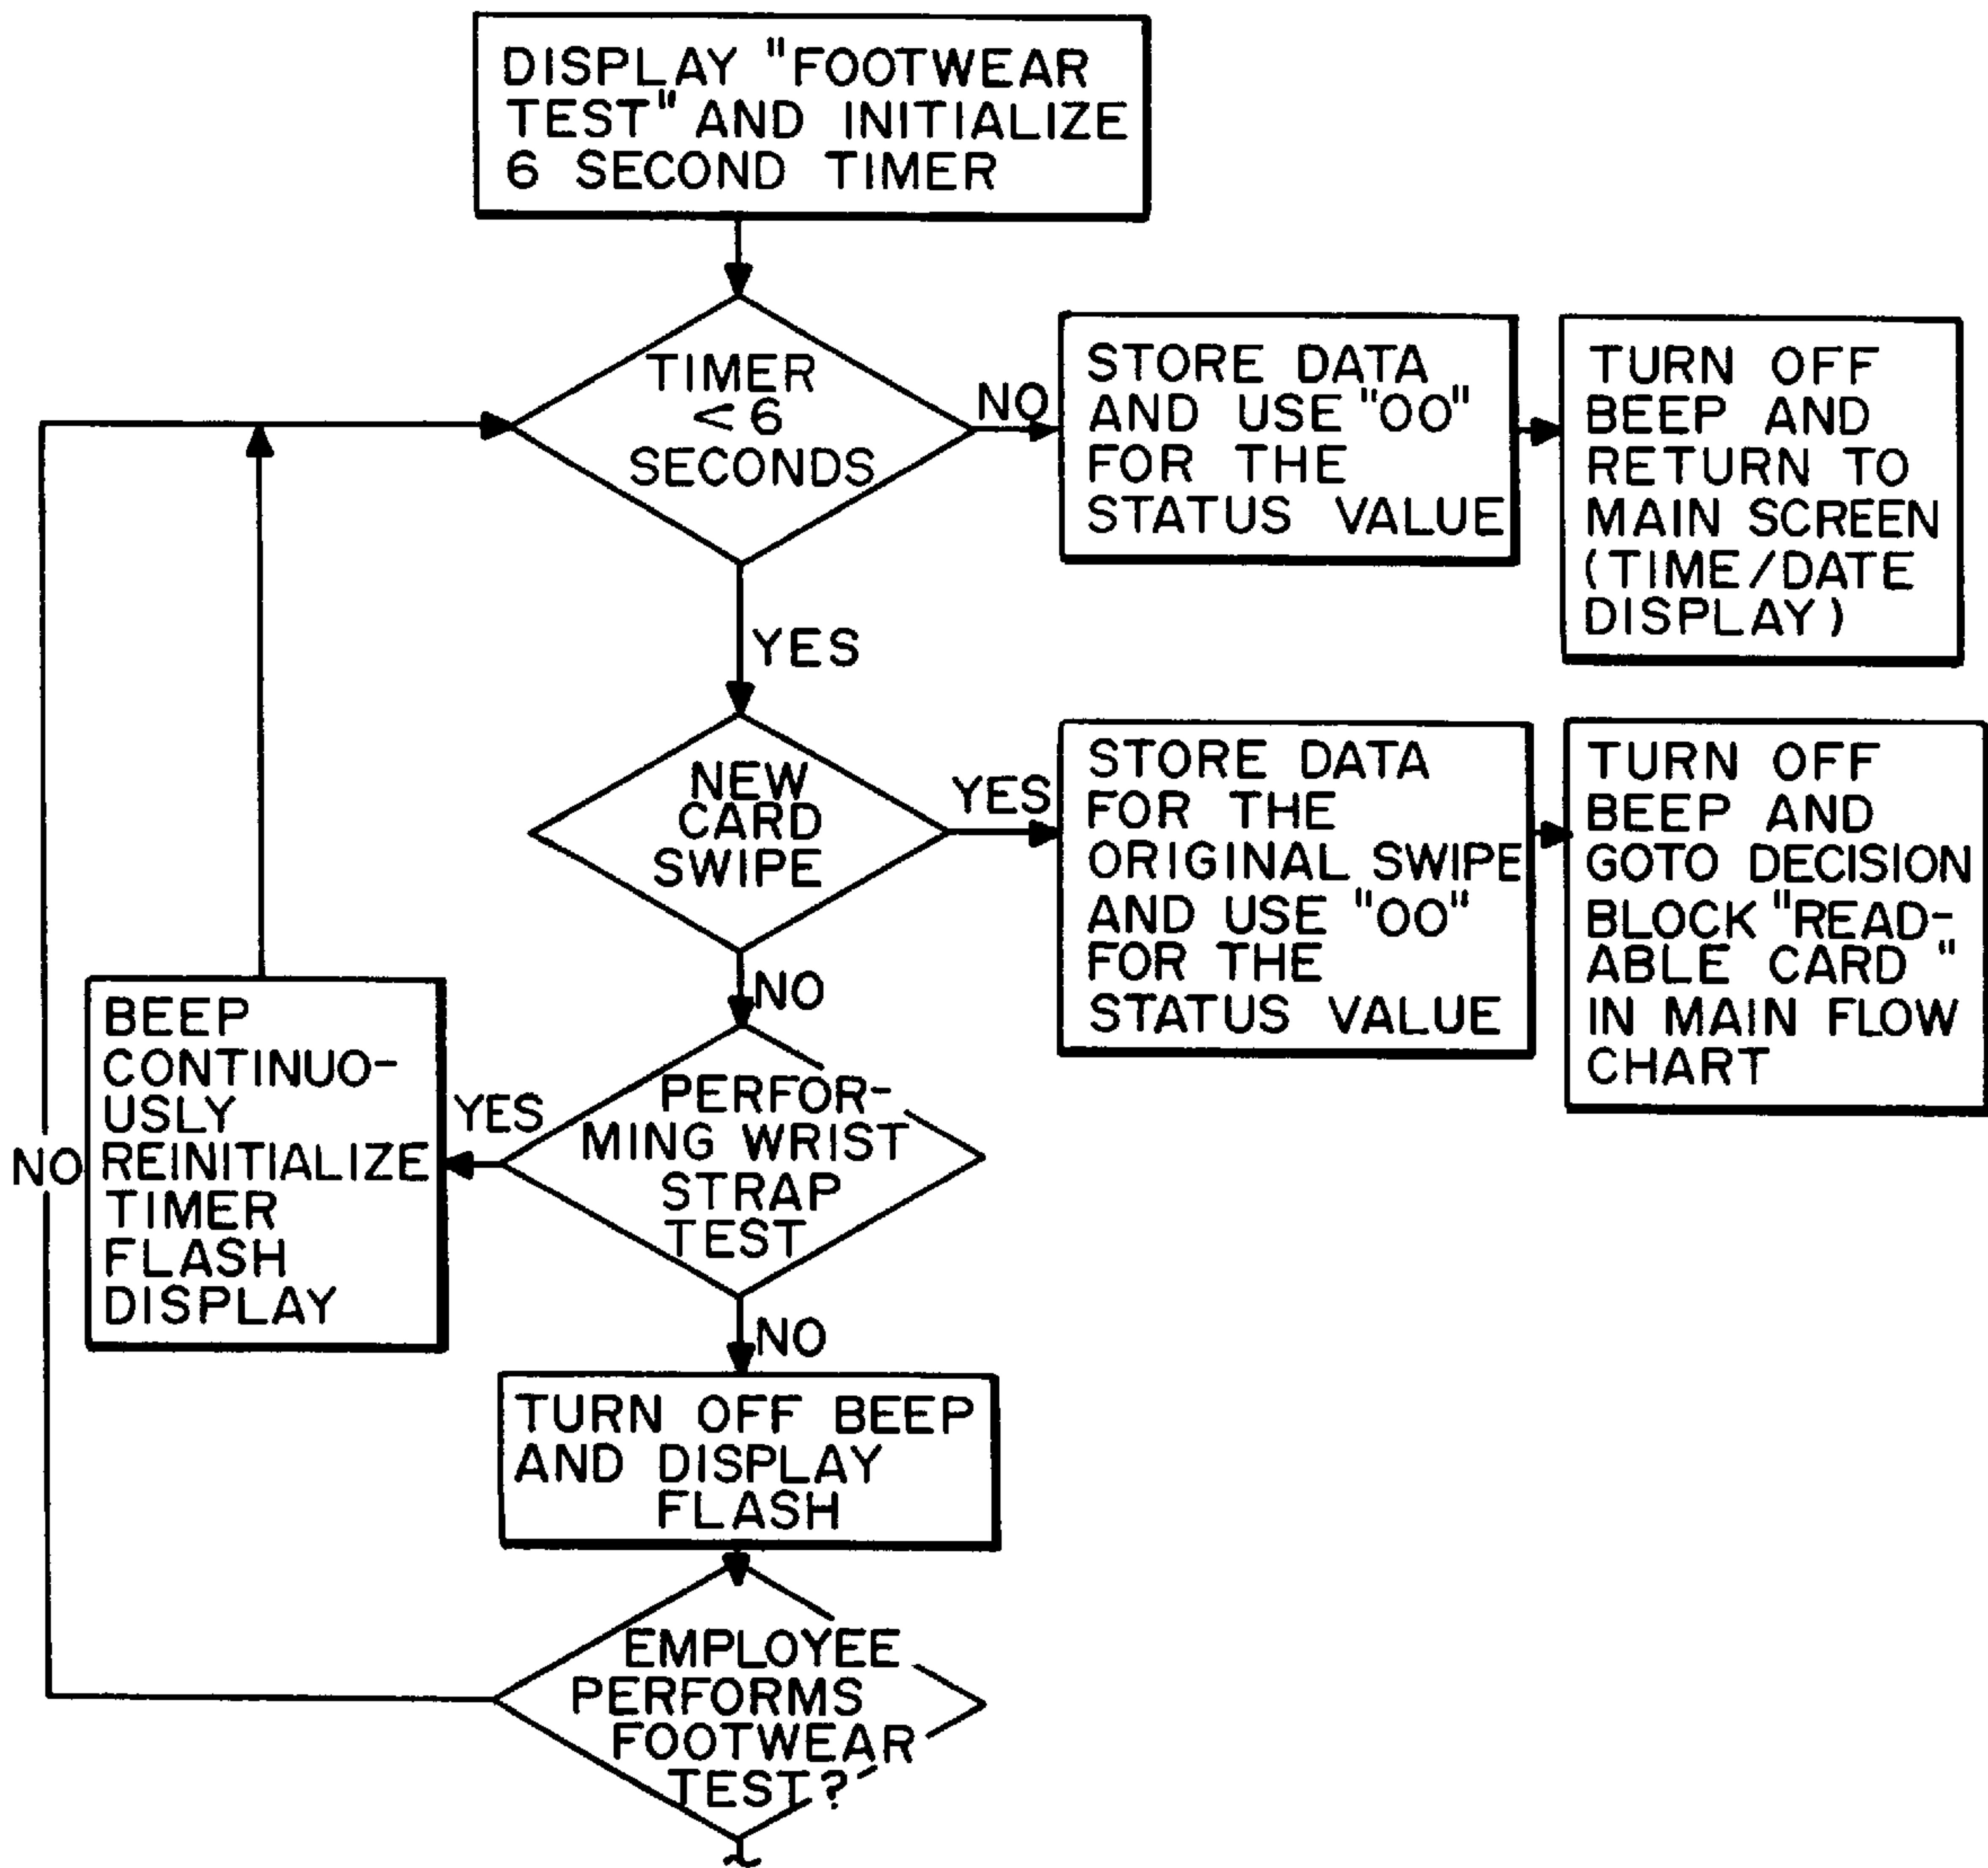 DISPLAY "FOOTWEAR
TEST" AND INITIALIZE
6 SECOND TIMER
TIMER
< 6
SECONDS
NO
STORE DATA
AND USE "OO"
FOR THE
STATUS VALUE
TURN OFF
BEEP AND
RETURN TO
MAIN SCREEN
(TIME/DATE
DISPLAY)
YES
NEW
CARD
SWIPE
YES
STORE DATA
FOR THE
ORIGINAL SWIPE
AND USE "OO"
FOR THE
STATUS VALUE
TURN OFF
BEEP AND
GOTO DECISION
BLOCK "READ-
ABLE CARD "
IN MAIN FLOW
CHART
NO
PERFOR-
MING WRIST
STRAP
TEST
YES
BEEP
CONTINUO-
USLY
REINITIALIZE
TIMER
FLASH
DISPLAY
NO
NO
TURN OFF BEEP
AND DISPLAY
FLASH
EMPLOYEE
PERFORMS
FOOTWEAR
TEST?